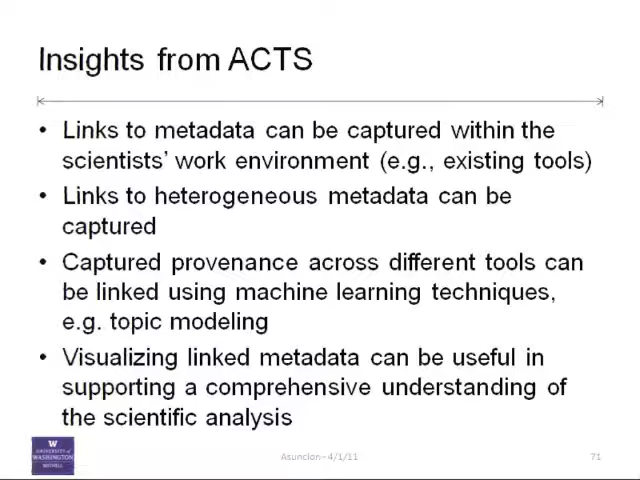 Insights from ACTS
• Links to metadata can be captured within the
scientists' work environment (e.g., existing tools)
• Links to heterogeneous metadata can be
captured
• Captured provenance across different tools can
be linked using machine learning techniques,
e.g. topic modeling
• Visualizing linked metadata can be useful in
supporting a comprehensive understanding of
the scientific analysis
W
UNIVERSITY of
WASHINGTON
BOTHELL
Asuncion - 4/1/11
71